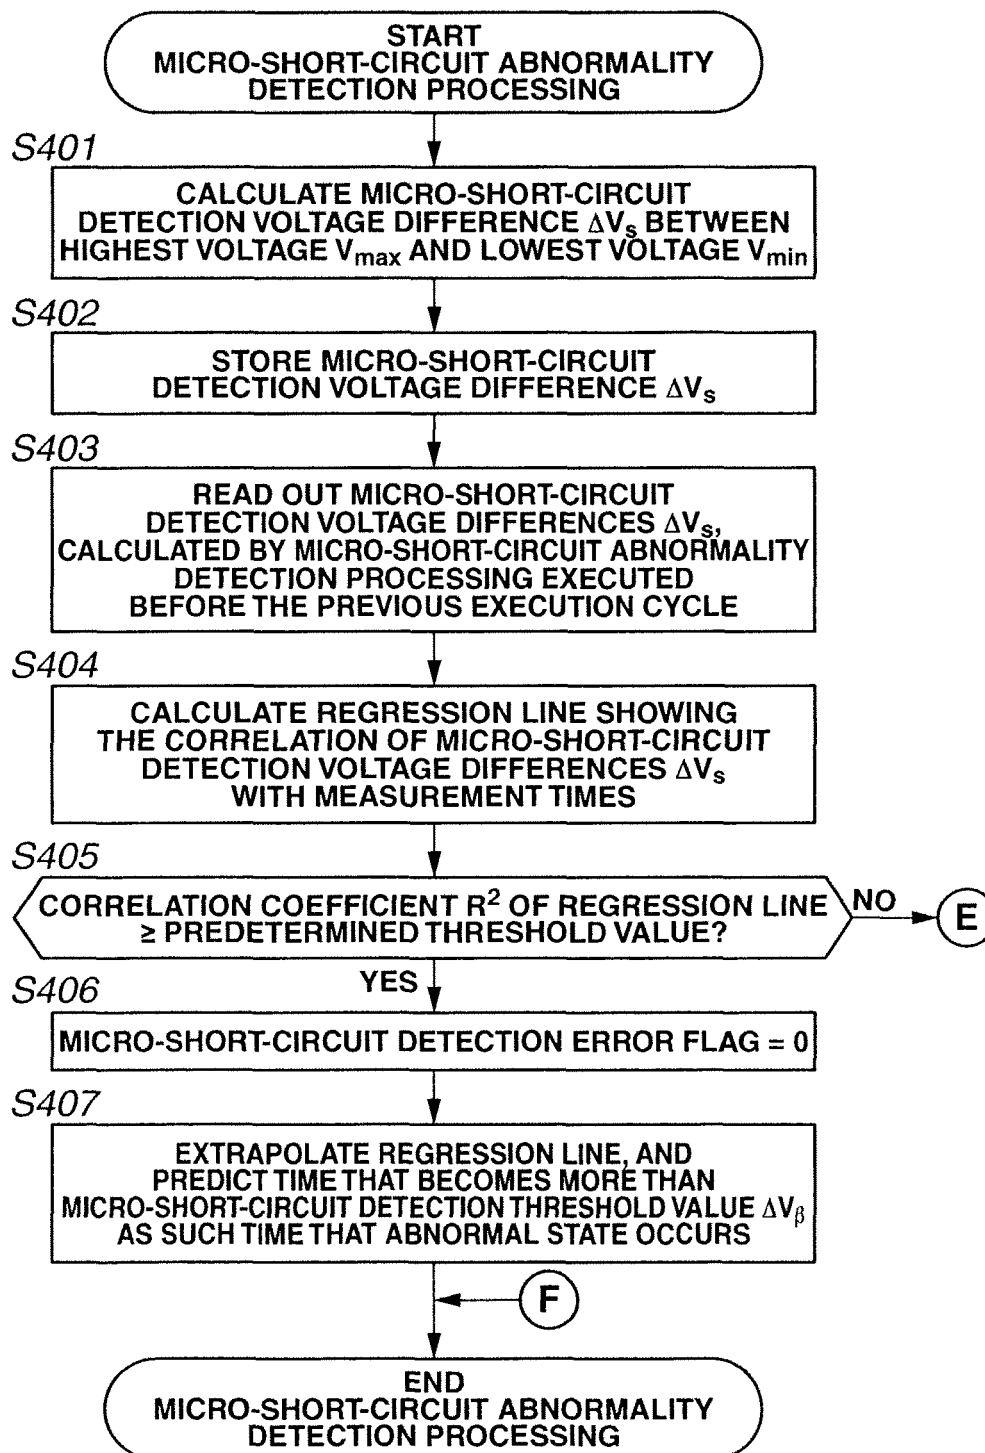 START
MICRO-SHORT-CIRCUIT ABNORMALITY
DETECTION PROCESSING
S401
CALCULATE MICRO-SHORT-CIRCUIT
DETECTION VOLTAGE DIFFERENCE ΔVs BETWEEN
HIGHEST VOLTAGE Vmax AND LOWEST VOLTAGE Vmin
S402
STORE MICRO-SHORT-CIRCUIT
DETECTION VOLTAGE DIFFERENCE ΔVs
S403
READ OUT MICRO-SHORT-CIRCUIT
DETECTION VOLTAGE DIFFERENCES ΔVs,
CALCULATED BY MICRO-SHORT-CIRCUIT ABNORMALITY
DETECTION PROCESSING EXECUTED
BEFORE THE PREVIOUS EXECUTION CYCLE
S404
CALCULATE REGRESSION LINE SHOWING
THE CORRELATION OF MICRO-SHORT-CIRCUIT
DETECTION VOLTAGE DIFFERENCES ΔVs
WITH MEASUREMENT TIMES
S405
CORRELATION COEFFICIENT R² OF REGRESSION LINE
≥ PREDETERMINED THRESHOLD VALUE?
NO
E
YES
S406
MICRO-SHORT-CIRCUIT DETECTION ERROR FLAG = 0
S407
EXTRAPOLATE REGRESSION LINE, AND
PREDICT TIME THAT BECOMES MORE THAN
MICRO-SHORT-CIRCUIT DETECTION THRESHOLD VALUE ΔVβ
AS SUCH TIME THAT ABNORMAL STATE OCCURS
F
END
MICRO-SHORT-CIRCUIT ABNORMALITY
DETECTION PROCESSING